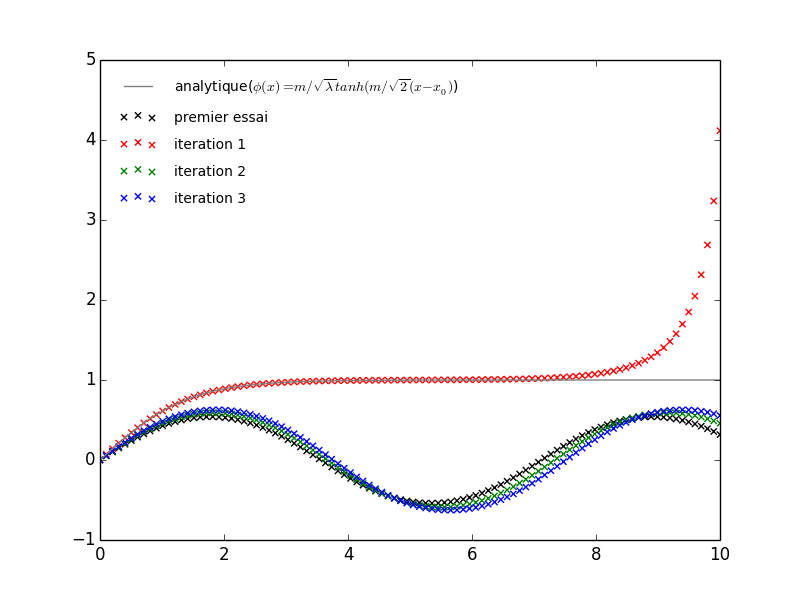 analytique(ϕ(x)=m/√λtanh(m/√2(x−x₀))
premier essai
iteration 1
iteration 2
iteration 3
5
4
3
2
1
0
−1
0 2 4 6 8 10